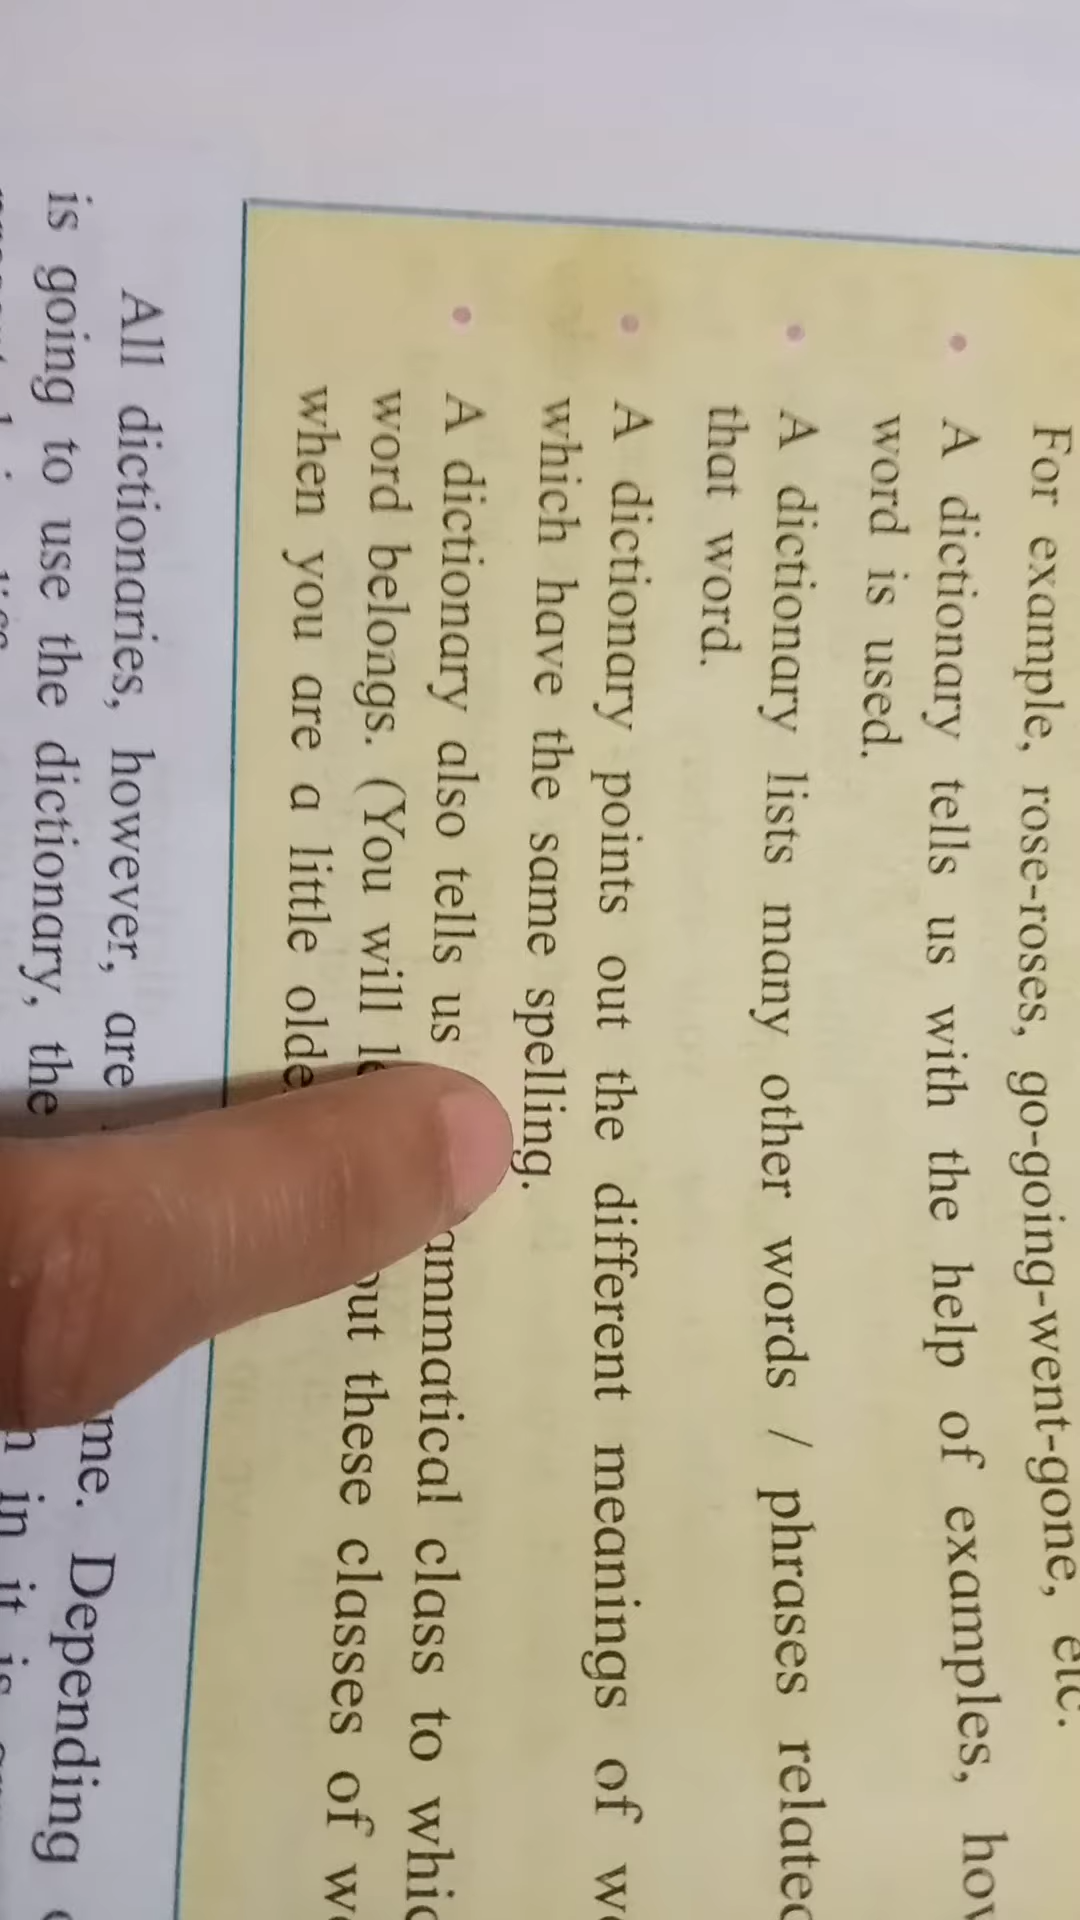 For example, rose-roses, go-going-went-gone, etc.
• A dictionary tells us with the help of examples,
word is used.
• A dictionary lists many other words / phrases
that word.
• A dictionary points out the different meanings of
which have the same spelling.
• A dictionary also tells us class to
word belongs. (You will these classes of
when you are a little
All dictionaries, however, are Depending
is going to use the dictionary, the in it is